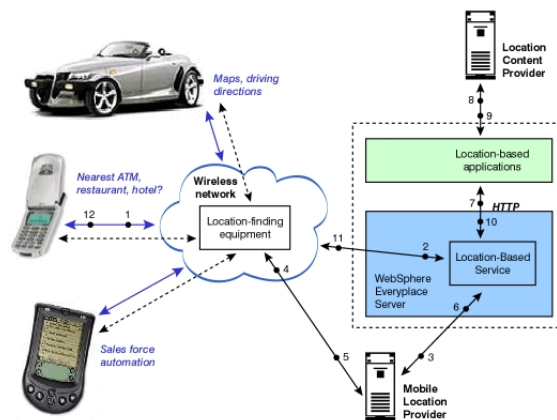 Location
Content
Provider
Maps, driving
directions
8
9
Location-based
applications
Nearest ATM,
restaurant, hotel?
Wireless
network
7
HTTP
10
12
1
Location-finding
equipment
11
2
Location-Based
Service
4
WebSphere
Everyplace
Server
6
Sales force
automation
5
3
Mobile
Location
Provider